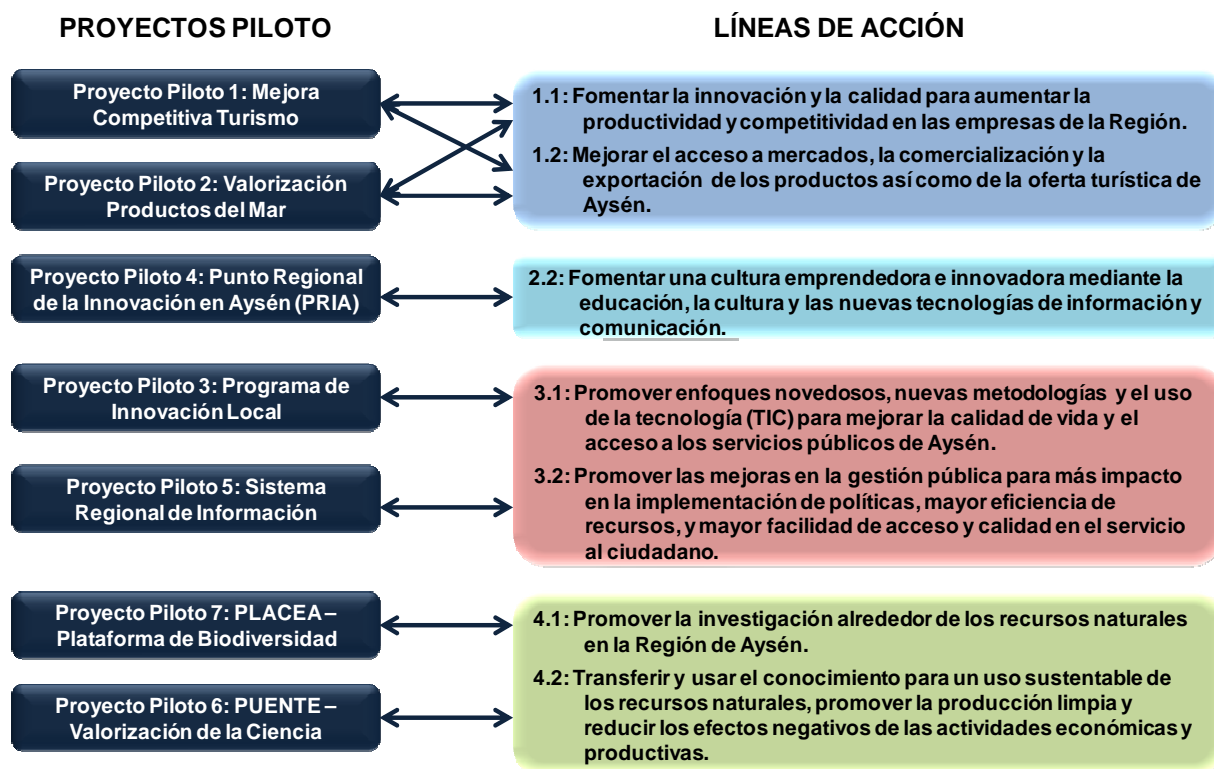 PROYECTOS PILOTO
LÍNEAS DE ACCIÓN
Proyecto Piloto 1: Mejora
Competitiva Turismo
Proyecto Piloto 2: Valorización
Productos del Mar
1.1: Fomentar la innovación y la calidad para aumentar la
productividad y competitividad en las empresas de la Región.
1.2: Mejorar el acceso a mercados, la comercialización y la
exportación de los productos así como de la oferta turística de
Aysén.
Proyecto Piloto 4: Punto Regional
de la Innovación en Aysén (PRIA)
2.2: Fomentar una cultura emprendedora e innovadora mediante la
educación, la cultura y las nuevas tecnologías de información y
comunicación.
Proyecto Piloto 3: Programa de
Innovación Local
Proyecto Piloto 5: Sistema
Regional de Información
3.1: Promover enfoques novedosos, nuevas metodologías y el uso
de la tecnología (TIC) para mejorar la calidad de vida y el
acceso a los servicios públicos de Aysén.
3.2: Promover las mejoras en la gestión pública para más impacto
en la implementación de políticas, mayor eficiencia de
recursos, y mayor facilidad de acceso y calidad en el servicio
al ciudadano.
Proyecto Piloto 7: PLACEA –
Plataforma de Biodiversidad
Proyecto Piloto 6: PUENTE –
Valorización de la Ciencia
4.1: Promover la investigación alrededor de los recursos naturales
en la Región de Aysén.
4.2: Transferir y usar el conocimiento para un uso sustentable de
los recursos naturales, promover la producción limpia y
reducir los efectos negativos de las actividades económicas y
productivas.